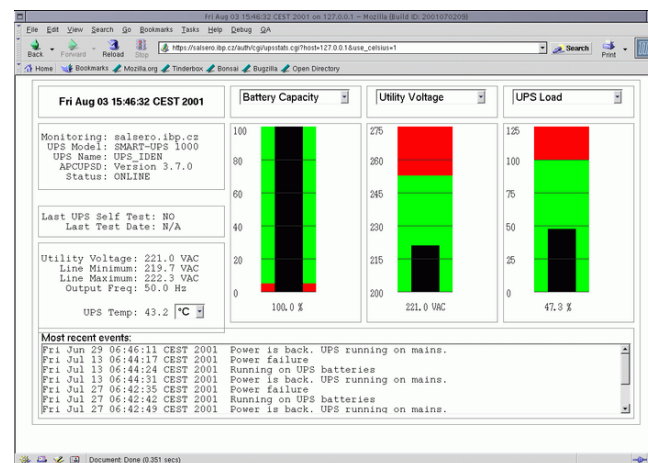 Fri Aug 03 15:46:32 CEST 2001 on 127.0.0.1 - Mozilla {Build ID: 2001070209}
File Edit View Search Go Bookmarks Tasks Help Debug QA
Back Forward Reload Stop https://salsero.ibp.cz/auth/cgi/upsstats.cgi?host=127.0.0.1&use_celsius=1 Search Print
Home Bookmarks Mozilla.org Tinderbox Bonsai Bugzilla Open Directory
Fri Aug 03 15:46:32 CEST 2001
Battery Capacity
Utility Voltage
UPS Load
Monitoring: salsero.ibp.cz
UPS Model: SMART-UPS 1000
UPS Name: UPS_IDEN
APCUPSD: Version 3.7.0
Status: ONLINE
Last UPS Self Test: NO
Last Test Date: N/A
Utility Voltage: 221.0 VAC
Line Minimum: 219.7 VAC
Line Maximum: 222.3 VAC
Output Freq: 50.0 Hz
UPS Temp: 43.2 °C
100
80
60
40
20
0
100.0 %
275
260
245
230
215
200
221.0 VAC
125
100
75
50
25
0
47.3 %
Most recent events:
Fri Jun 29 06:46:11 CEST 2001 Power is back. UPS running on mains.
Fri Jul 13 06:44:17 CEST 2001 Power failure
Fri Jul 13 06:44:24 CEST 2001 Running on UPS batteries
Fri Jul 13 06:44:31 CEST 2001 Power is back. UPS running on mains.
Fri Jul 27 06:42:35 CEST 2001 Power failure
Fri Jul 27 06:42:42 CEST 2001 Running on UPS batteries
Fri Jul 27 06:42:49 CEST 2001 Power is back. UPS running on mains.
Document: Done (0.351 secs)